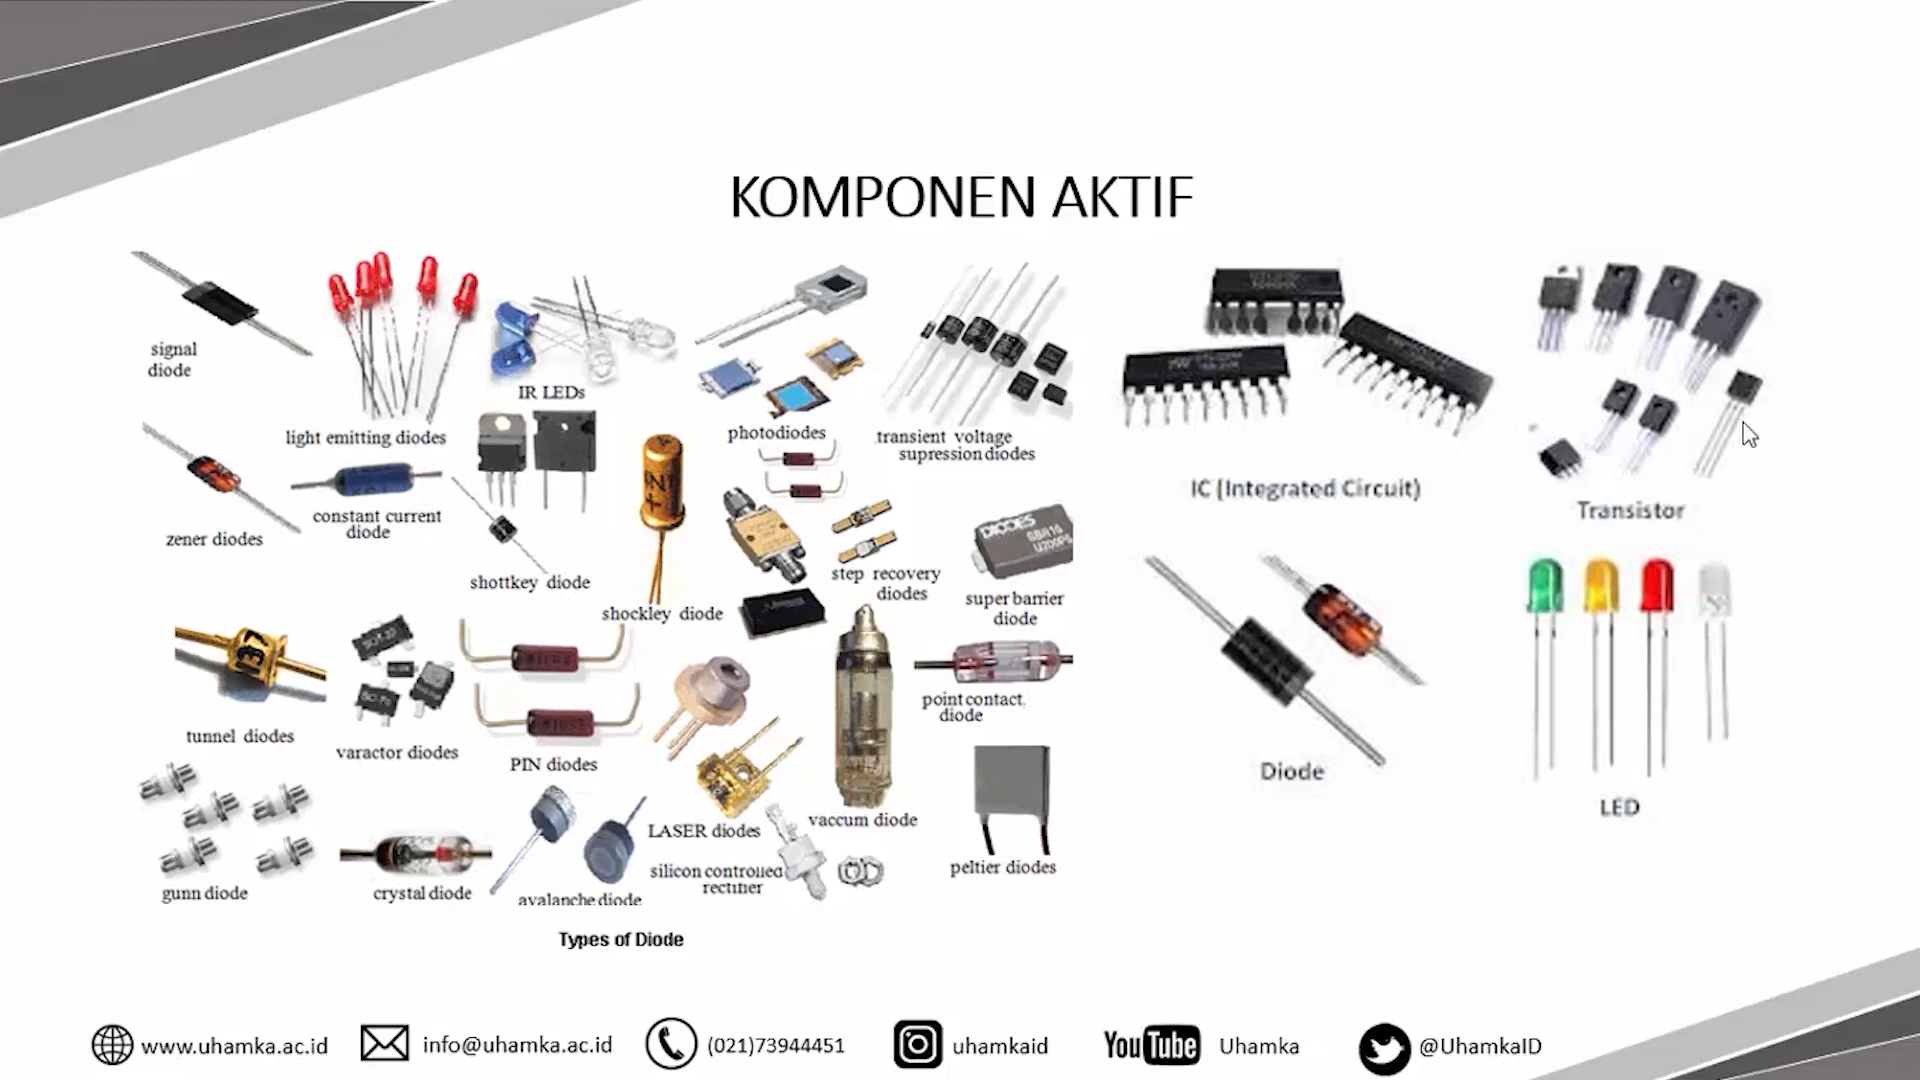 KOMPONEN AKTIF
signal
diode
light emitting diodes
IR LEDs
photodiodes
transient voltage
supression diodes
zener diodes
constant current
diode
shottkey diode
shockley diode
step recovery
diodes
DIODES
super barrier
diode
tunnel diodes
varactor diodes
PIN diodes
LASER diodes
vaccum diode
point contact
diode
peltier diodes
gunn diode
crystal diode
avalanche diode
silicon controlled
rectifier
Types of Diode
IC (Integrated Circuit)
Transistor
Diode
LED
www.uhamka.ac.id
info@uhamka.ac.id
(021)73944451
uhamkaid
YouTube Uhamka
@UhamkaID